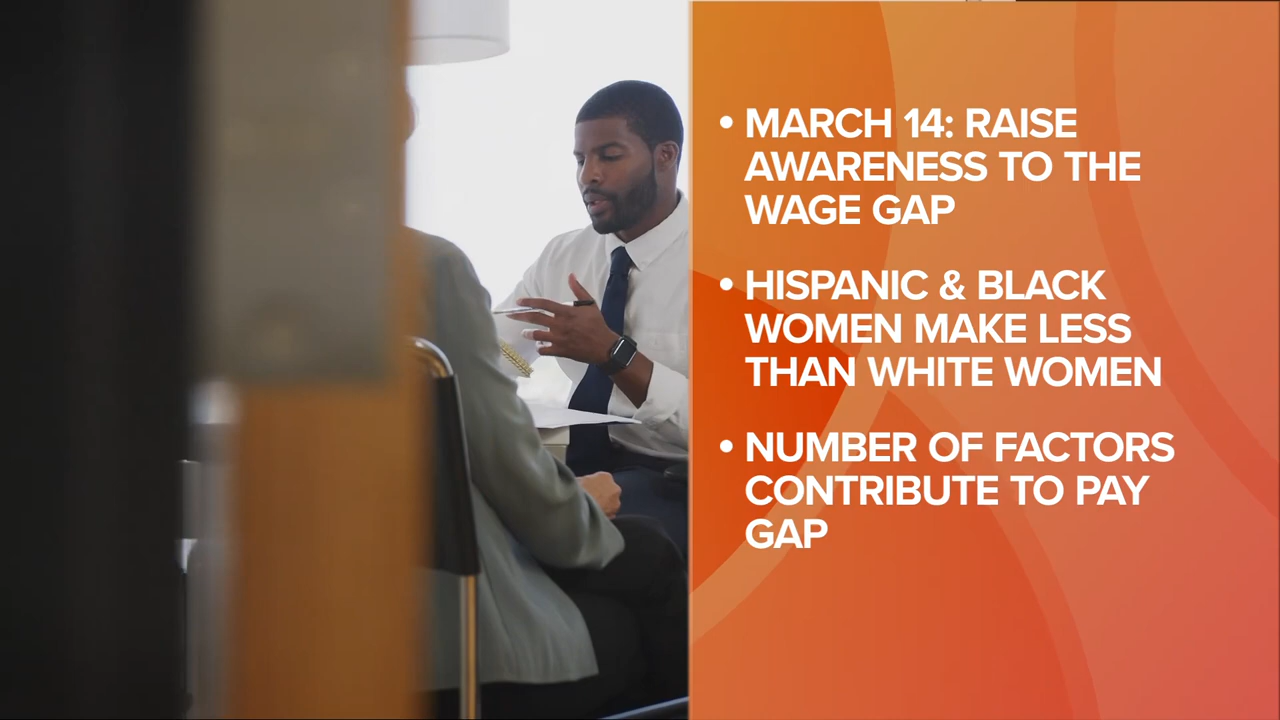 • MARCH 14: RAISE
AWARENESS TO THE
WAGE GAP
• HISPANIC & BLACK
WOMEN MAKE LESS
THAN WHITE WOMEN
• NUMBER OF FACTORS
CONTRIBUTE TO PAY
GAP